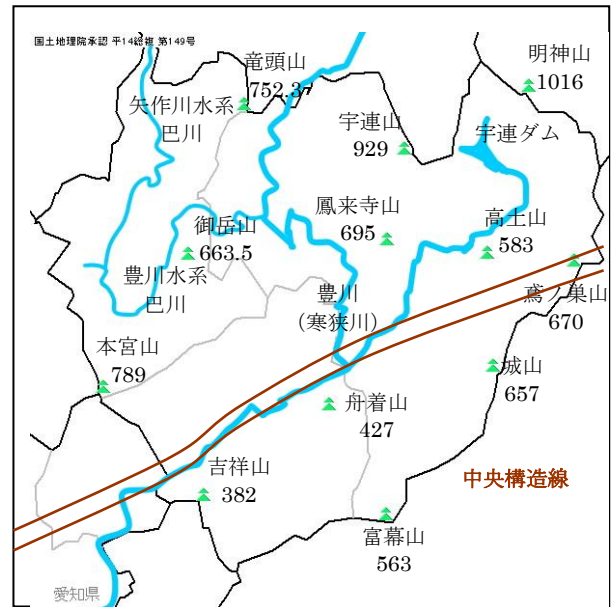 国土地理院承認 平14総複 第149号
竜頭山
752.37
明神山
1016
矢作川水系
巴川
宇連山
929
宇連ダム
御岳山
663.5
鳳来寺山
695
高土山
583
豊川水系
巴川
豊川
（寒狭川）
鳶ノ巣山
670
本宮山
789
城山
657
舟着山
427
吉祥山
382
中央構造線
富幕山
563
愛知県